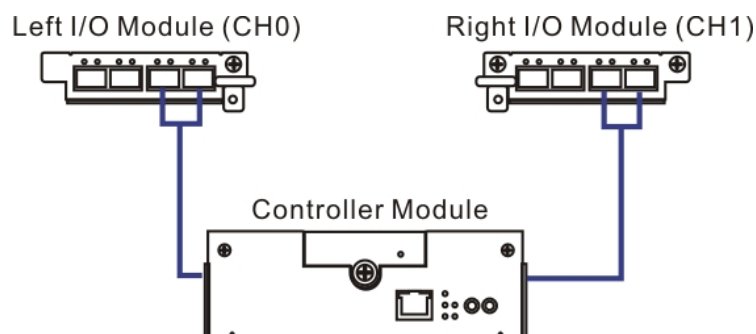 Left I/O Module (CH0)
Right I/O Module (CH1)
Controller Module